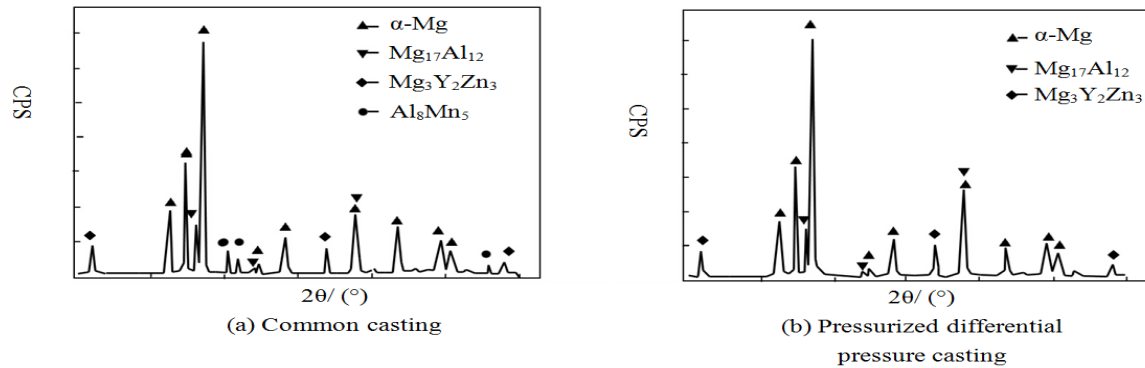 α-Mg
Mg₁₇Al₁₂
Mg₃Y₂Zn₃
Al₈Mn₅
CPS
2θ/ (°)
(a) Common casting
α-Mg
Mg₁₇Al₁₂
Mg₃Y₂Zn₃
CPS
2θ/ (°)
(b) Pressurized differential
pressure casting